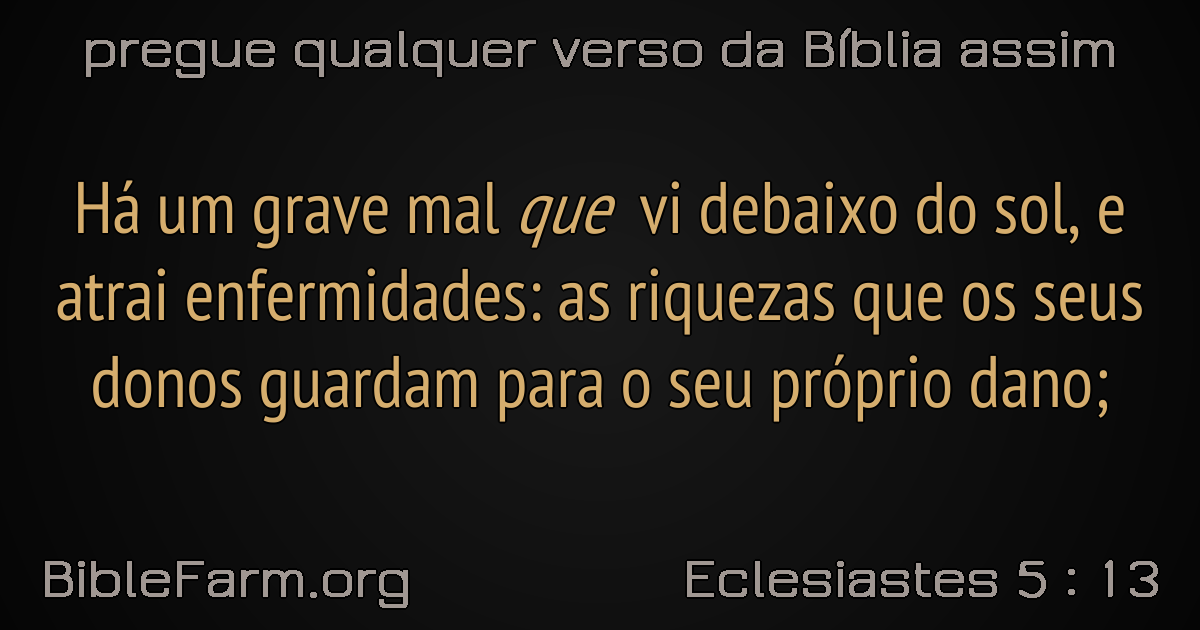 pregue qualquer verso da Bíblia assim
Há um grave mal que vi debaixo do sol, e
atrai enfermidades: as riquezas que os seus
donos guardam para o seu próprio dano;
BibleFarm.org
Eclesiastes 5 : 13